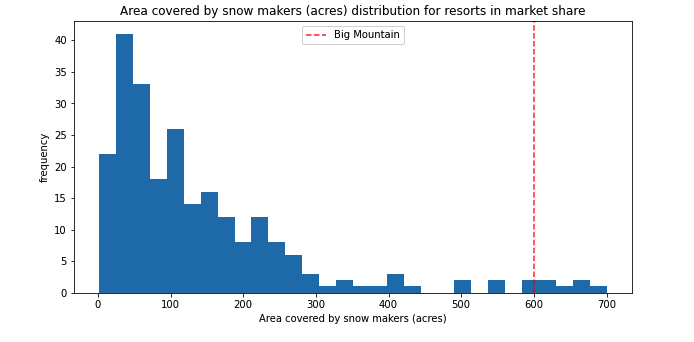 Area covered by snow makers (acres) distribution for resorts in market share
Big Mountain
frequency
40
35
30
25
20
15
10
5
0
0 100 200 300 400 500 600 700
Area covered by snow makers (acres)